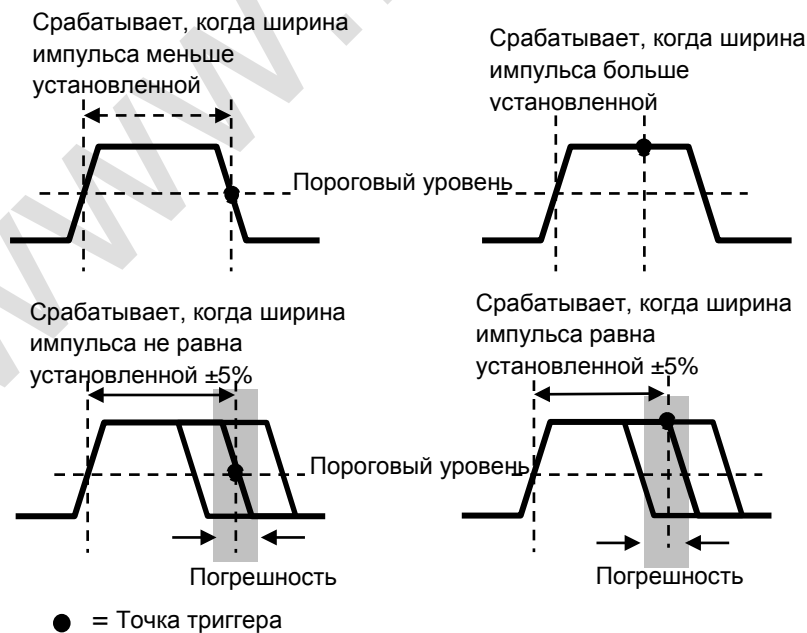 Срабатывает, когда ширина
импульса меньше
установленной
Срабатывает, когда ширина
импульса больше
установленной
Пороговый уровень
Срабатывает, когда ширина
импульса не равна
установленной ±5%
Срабатывает, когда ширина
импульса равна
установленной ±5%
Пороговый уровень
Погрешность
Погрешность
= Точка триггера